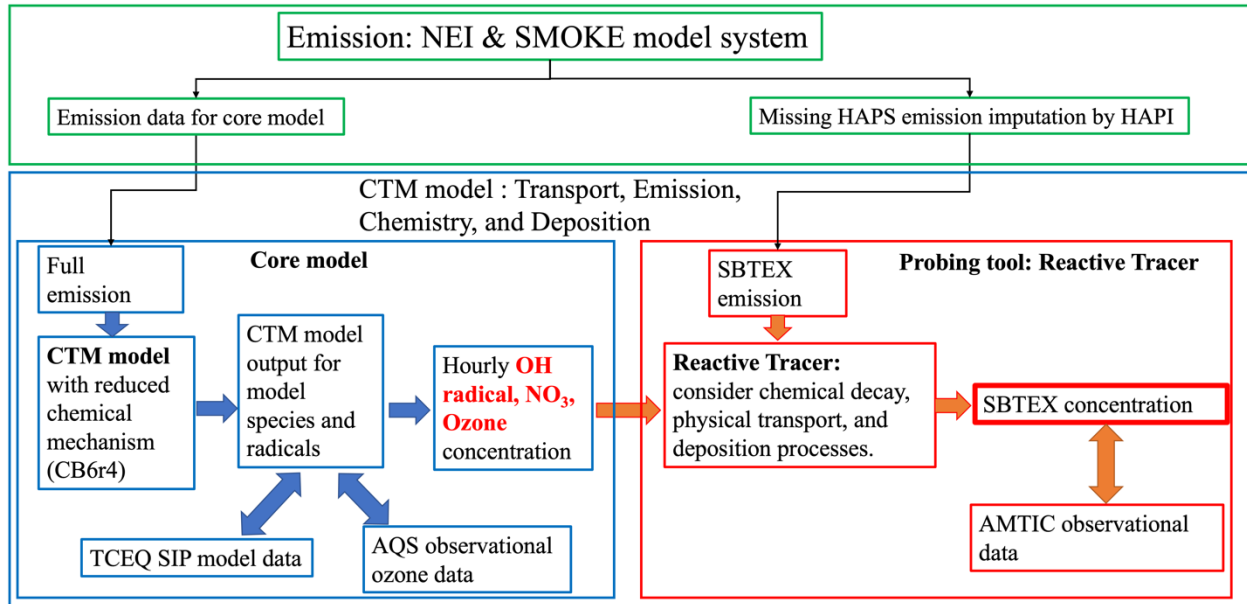 Emission: NEI & SMOKE model system
Emission data for core model
Missing HAPS emission imputation by HAPI
CTM model : Transport, Emission,
Chemistry, and Deposition
Core model
Full
emission
CTM model
with reduced
chemical
mechanism
(CB6r4)
CTM model
output for
model
species and
radicals
Hourly OH
radical, NO₃,
Ozone
concentration
TCEQ SIP model data
AQS observational
ozone data
Probing tool: Reactive Tracer
SBTEX
emission
Reactive Tracer:
consider chemical decay,
physical transport, and
deposition processes.
SBTEX concentration
AMTIC observational
data